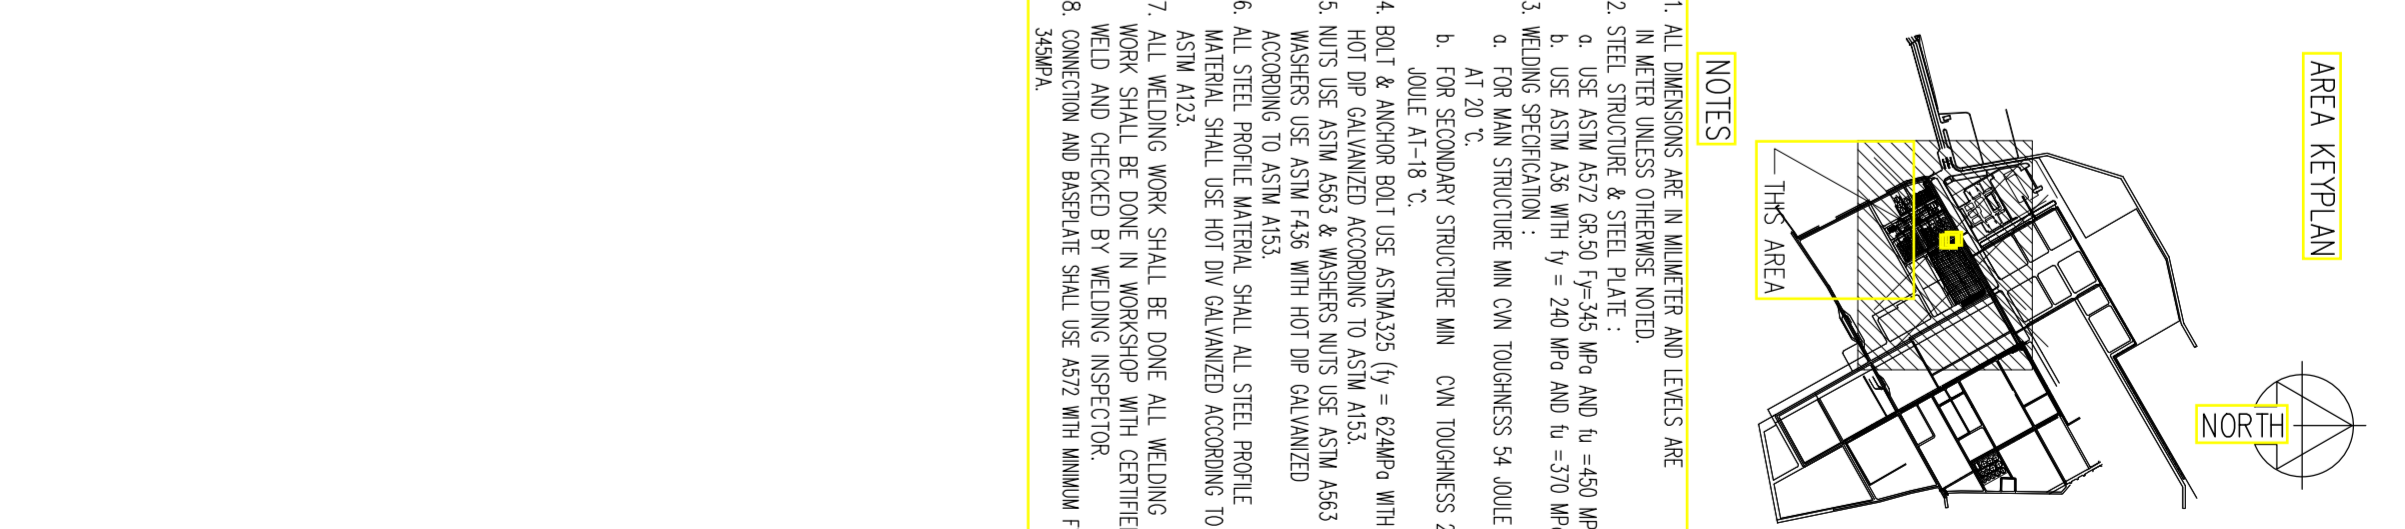 AREA KEYPLAN
NORTH
THIS AREA
NOTES
1. ALL DIMENSIONS ARE IN MILIMETER AND LEVELS ARE
IN METER UNLESS OTHERWISE NOTED.
2. STEEL STRUCTURE & STEEL PLATE :
a. USE ASTM A572 GR.50 Fy=345 MPa AND fu =450 MP
b. USE ASTM A36 WITH fy = 240 MPa AND fu =370 MPa
3. WELDING SPECIFICATION :
a. FOR MAIN STRUCTURE MIN CVN TOUGHNESS 54 JOULE
AT 20 °C.
b. FOR SECONDARY STRUCTURE MIN CVN TOUGHNESS 2
JOULE AT-18 °C.
4. BOLT & ANCHOR BOLT USE ASTMA325 (fy = 624MPa WITH
HOT DIP GALVANIZED ACCORDING TO ASTM A153.
5. NUTS USE ASTM A563 & WASHERS NUTS USE ASTM A563
WASHERS USE ASTM F436 WITH HOT DIP GALVANIZED
ACCORDING TO ASTM A153.
6. ALL STEEL PROFILE MATERIAL SHALL ALL STEEL PROFILE
MATERIAL SHALL USE HOT DIV GALVANIZED ACCORDING TO
ASTM A123.
7. ALL WELDING WORK SHALL BE DONE ALL WELDING
WORK SHALL BE DONE IN WORKSHOP WITH CERTIFIE
WELD AND CHECKED BY WELDING INSPECTOR.
8. CONNECTION AND BASEPLATE SHALL USE A572 WITH MINIMUM F
345MPA.